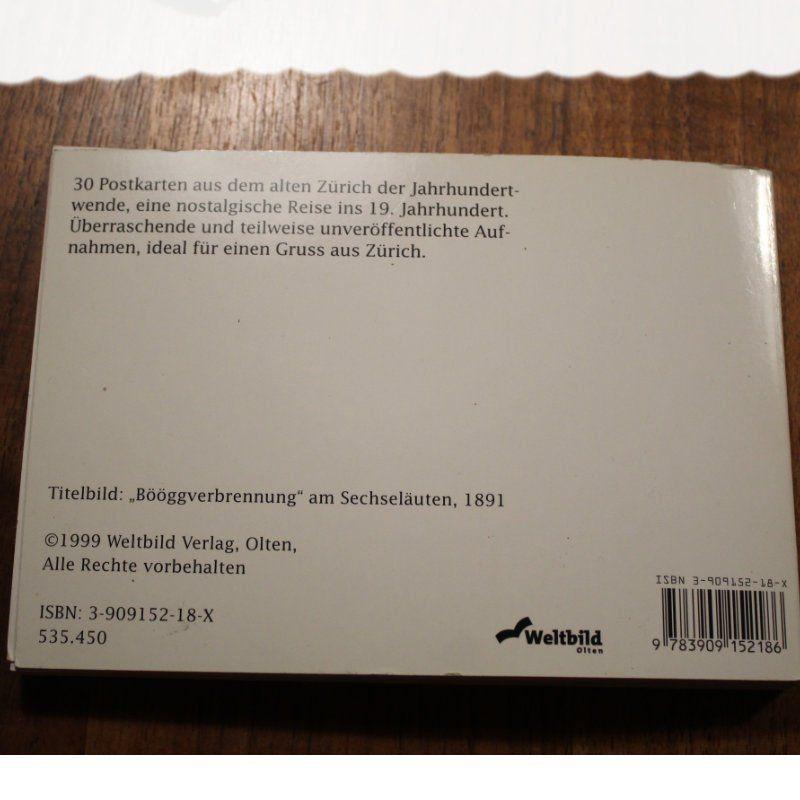 30 Postkarten aus dem alten Zürich der Jahrhundert-
wende, eine nostalgische Reise ins 19. Jahrhundert.
Überraschende und teilweise unveröffentlichte Auf-
nahmen, ideal für einen Gruss aus Zürich.
Titelbild: „Bööggverbrennung“ am Sechseläuten, 1891
©1999 Weltbild Verlag, Olten,
Alle Rechte vorbehalten
ISBN: 3-909152-18-X
535.450
Weltbild
Olten
ISBN 3-909152-18-X
9 783909 152186